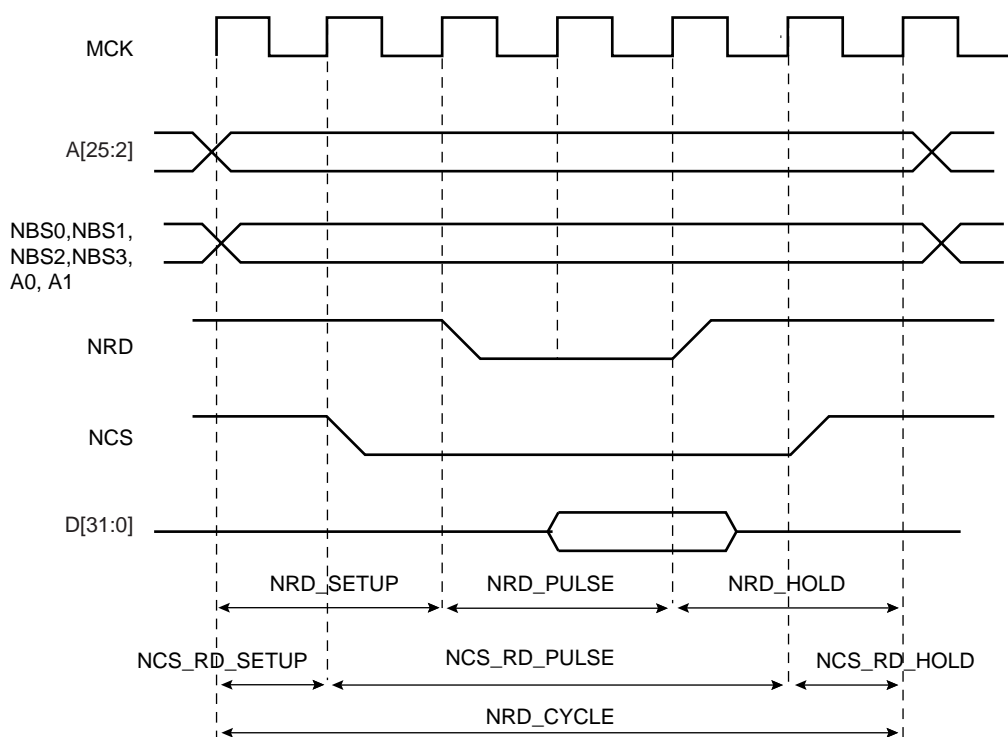 MCK
A[25:2]
NBS0,NBS1,
NBS2,NBS3,
A0, A1
NRD
NCS
D[31:0]
NRD_SETUP NRD_PULSE NRD_HOLD
NCS_RD_SETUP NCS_RD_PULSE NCS_RD_HOLD
NRD_CYCLE